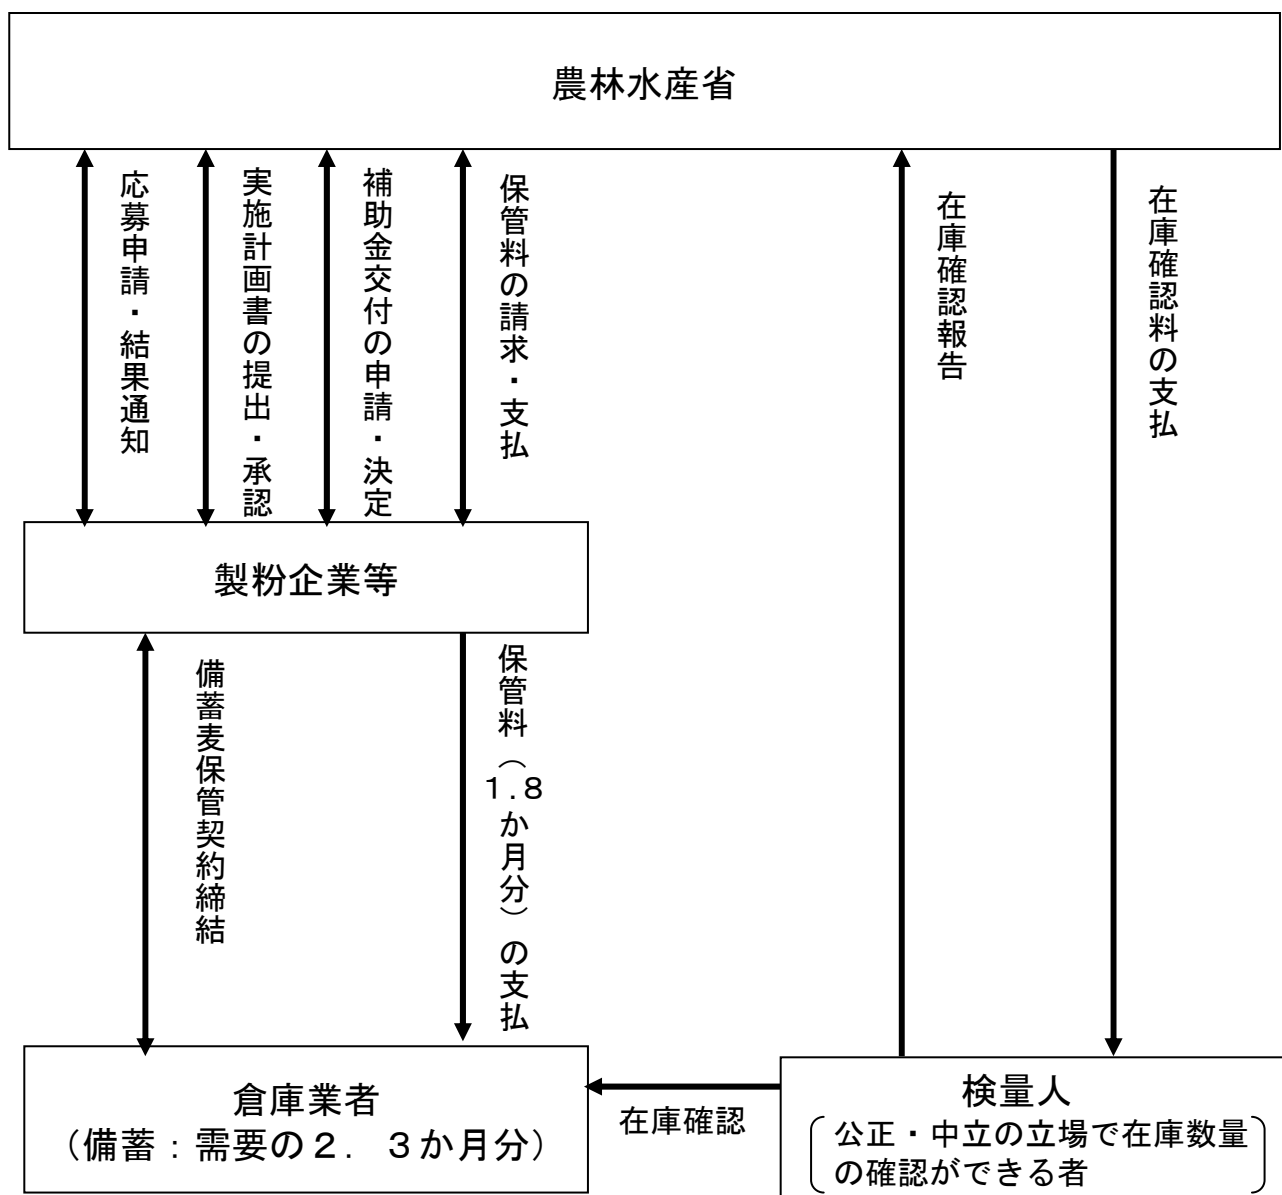 農林水産省
応募申請・結果通知
実施計画書の提出・承認
補助金交付の申請・決定
保管料の請求・支払
在庫確認報告
在庫確認料の支払
製粉企業等
備蓄麦保管契約締結
保管料（1.8か月分）の支払
倉庫業者
（備蓄：需要の２．３か月分）
在庫確認
検量人
公正・中立の立場で在庫数量
の確認ができる者